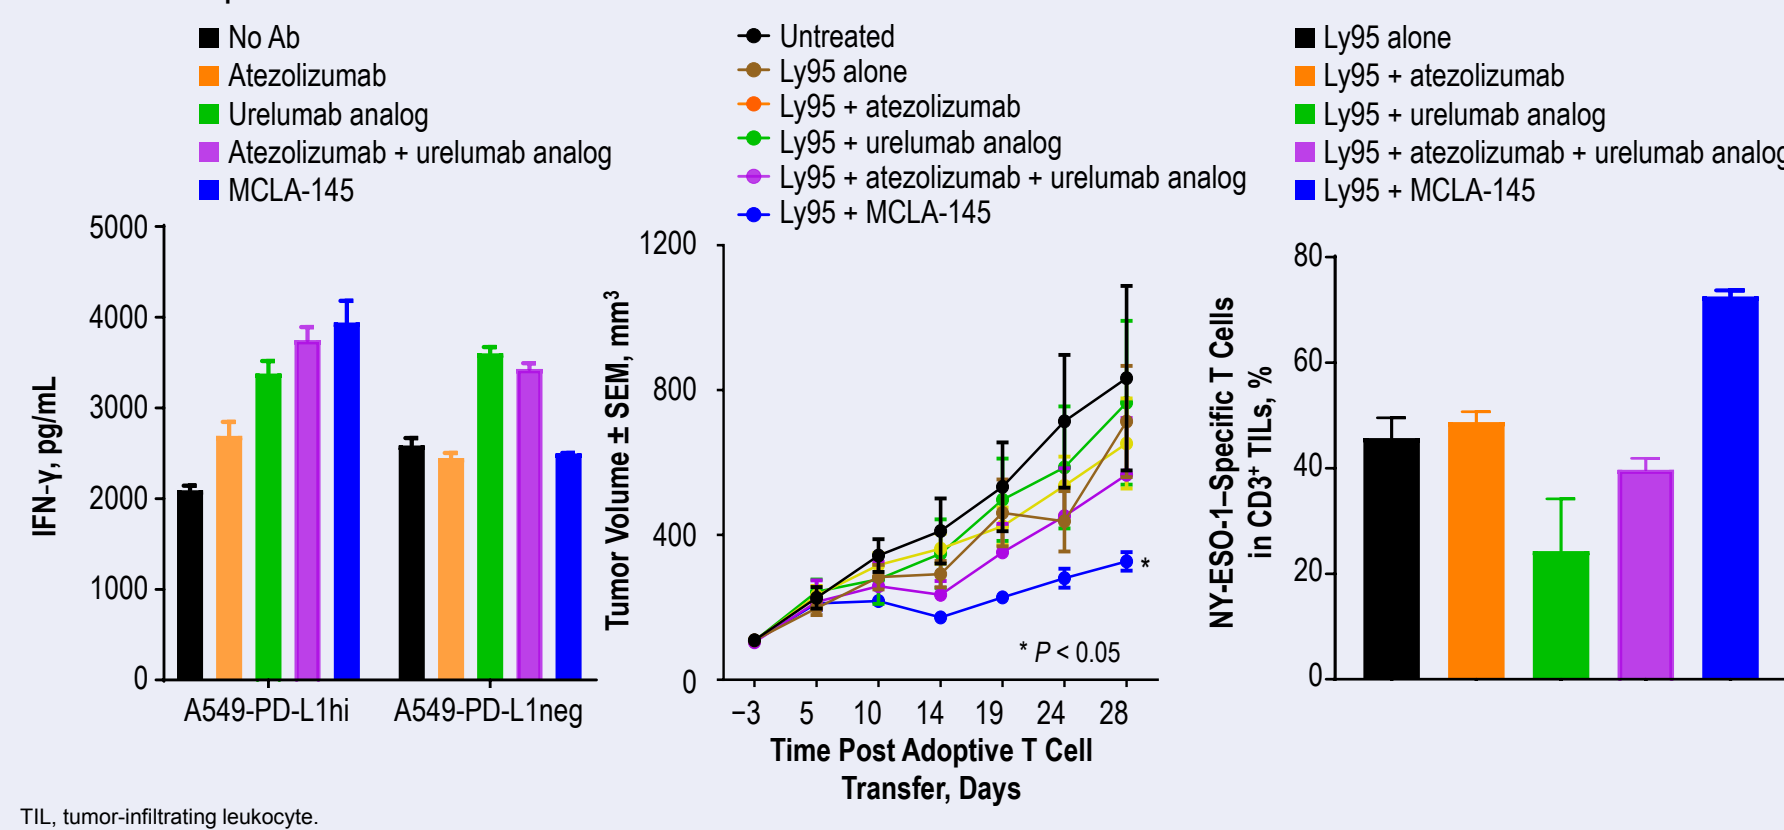 No Ab
Atezolizumab
Urelumab analog
Atezolizumab + urelumab analog
MCLA-145
5000
4000
3000
2000
1000
0
IFN-γ, pg/mL
A549-PD-L1hi
A549-PD-L1neg
Untreated
Ly95 alone
Ly95 + atezolizumab
Ly95 + urelumab analog
Ly95 + atezolizumab + urelumab analog
Ly95 + MCLA-145
1200
800
400
0
Tumor Volume ± SEM, mm³
*
* P < 0.05
−3 5 10 14 19 24 28
Time Post Adoptive T Cell
Transfer, Days
Ly95 alone
Ly95 + atezolizumab
Ly95 + urelumab analog
Ly95 + atezolizumab + urelumab analog
Ly95 + MCLA-145
80
60
40
20
0
NY-ESO-1–Specific T Cells
in CD3⁺ TILs, %
TIL, tumor-infiltrating leukocyte.